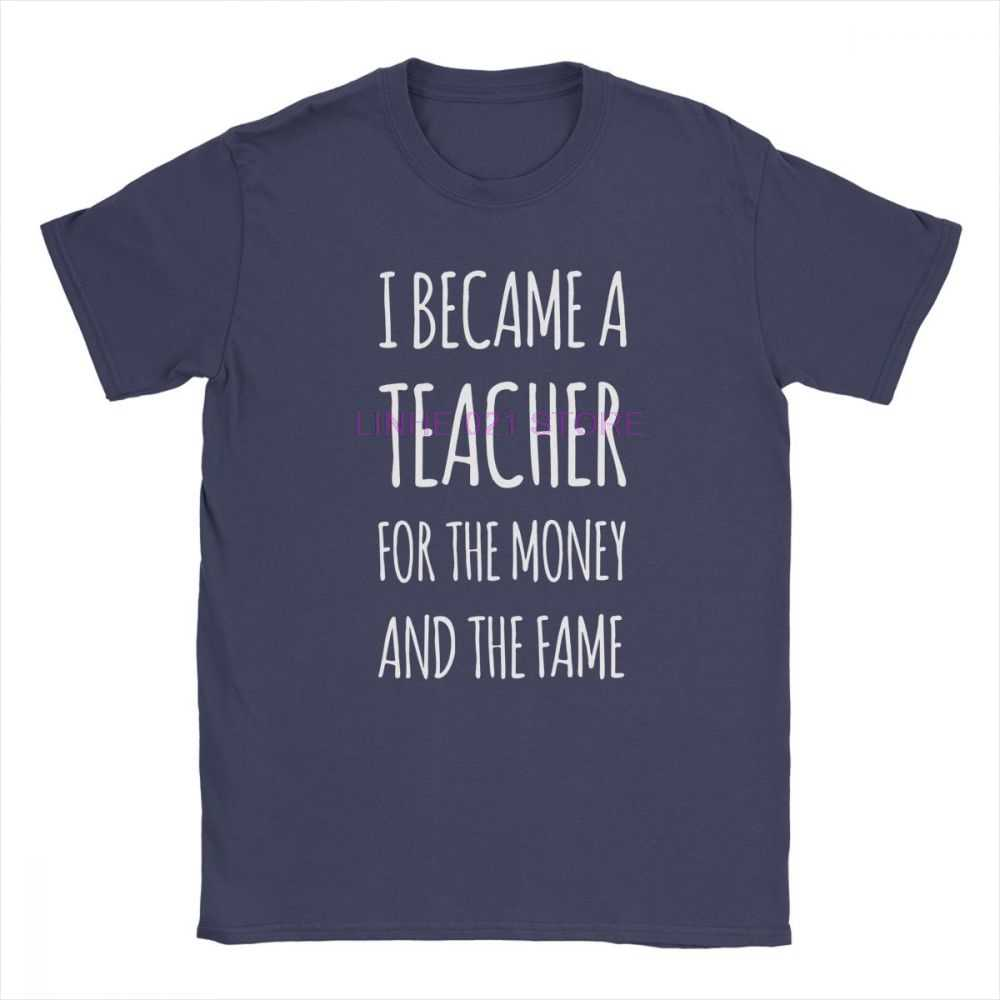 I BECAME A
TEACHER
LINHE 021 STORE
FOR THE MONEY
AND THE FAME